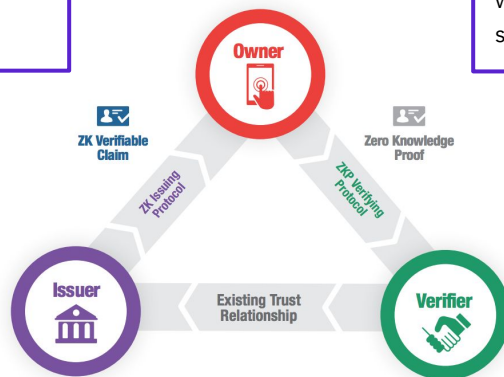 Owner
ZK Verifiable
Claim
Zero Knowledge
Proof
ZK Issuing
Protocol
ZKP Verifying
Protocol
Issuer
Existing Trust
Relationship
Verifier